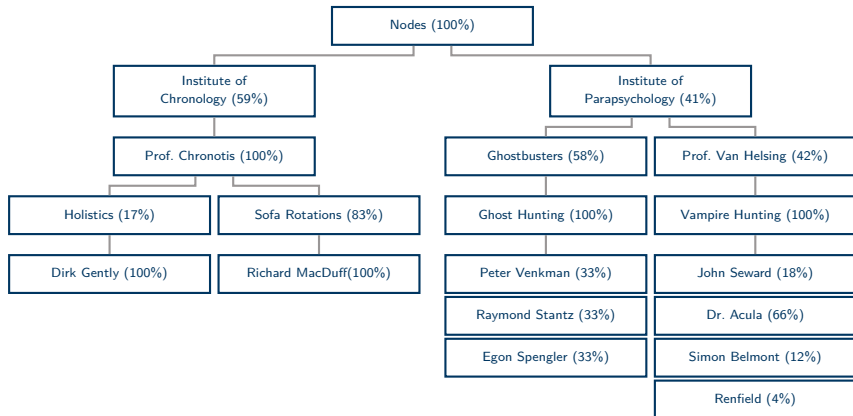 Nodes (100%)
Institute of
Chronology (59%)
Institute of
Parapsychology (41%)
Prof. Chronotis (100%)
Ghostbusters (58%)
Prof. Van Helsing (42%)
Holistics (17%)
Sofa Rotations (83%)
Ghost Hunting (100%)
Vampire Hunting (100%)
Dirk Gently (100%)
Richard MacDuff(100%)
Peter Venkman (33%)
John Seward (18%)
Raymond Stantz (33%)
Dr. Acula (66%)
Egon Spengler (33%)
Simon Belmont (12%)
Renfield (4%)